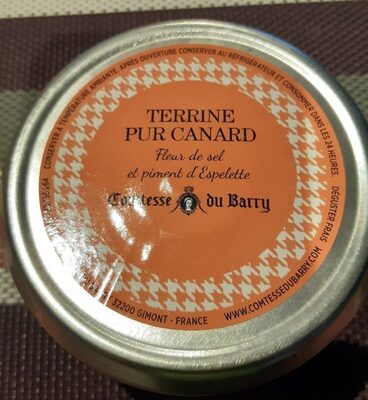 CONSERVER À TEMPÉRATURE AMBIANTE. APRÈS OUVERTURE CONSERVER AU RÉFRIGÉRATEUR ET CONSOMMER DANS LES 24 HEURES. DÉGUSTER FRAIS
TERRINE
PUR CANARD
Fleur de sel
et piment d'Espelette
Comtesse du Barry
32200 GIMONT - FRANCE
WWW.COMTESSEDUBARRY.COM